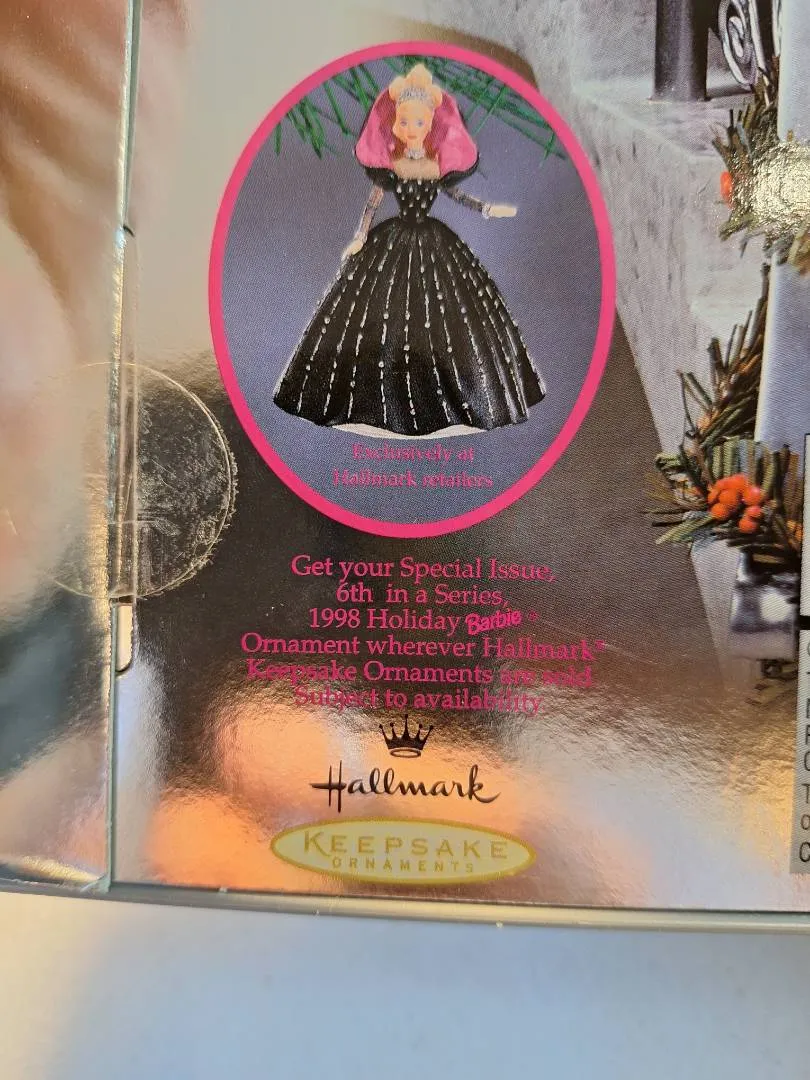 Exclusively at
Hallmark retailers
Get your Special Issue,
6th in a Series,
1998 Holiday Barbie™
Ornament wherever Hallmark®
Keepsake Ornaments are sold.
Subject to availability.
Hallmark
KEEPSAKE
ORNAMENTS